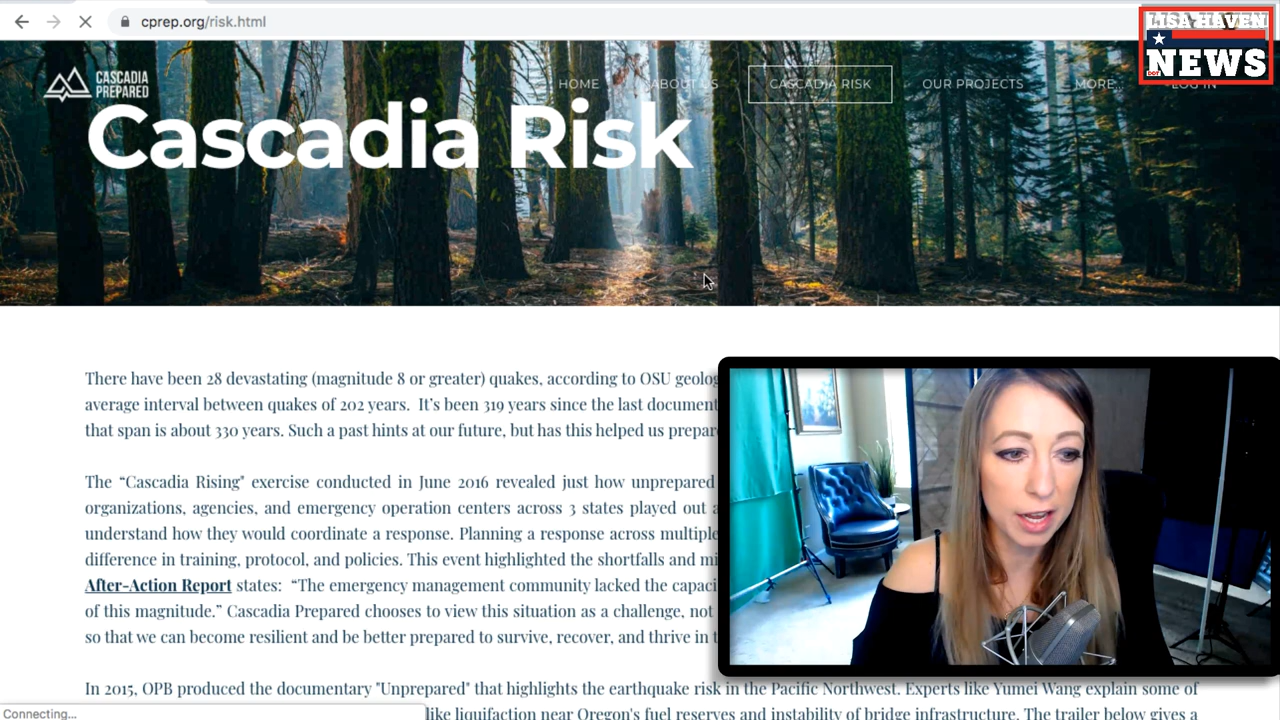 cprep.org/risk.html
LISA HAVEN
DOT NEWS
CASCADIA
PREPARED
HOME ABOUT US CASCADIA RISK OUR PROJECTS MORE... LOG IN
Cascadia Risk
There have been 28 devastating (magnitude 8 or greater) quakes, according to OSU
average interval between quakes of 202 years. It’s been 319 years since the last
that span is about 330 years. Such a past hints at our future, but has this helped us
The “Cascadia Rising" exercise conducted in June 2016 revealed just how unprepared
organizations, agencies, and emergency operation centers across 3 states played out
understand how they would coordinate a response. Planning a response across
difference in training, protocol, and policies. This event highlighted the shortfalls and
After-Action Report states: “The emergency management community lacked the
of this magnitude.” Cascadia Prepared chooses to view this situation as a challenge, not
so that we can become resilient and be better prepared to survive, recover, and thrive in
In 2015, OPB produced the documentary "Unprepared" that highlights the earthquake risk in the Pacific Northwest. Experts like Yumei Wang explain some of
Connecting... like liquifaction near Oregon's fuel reserves and instability of bridge infrastructure. The trailer below gives a